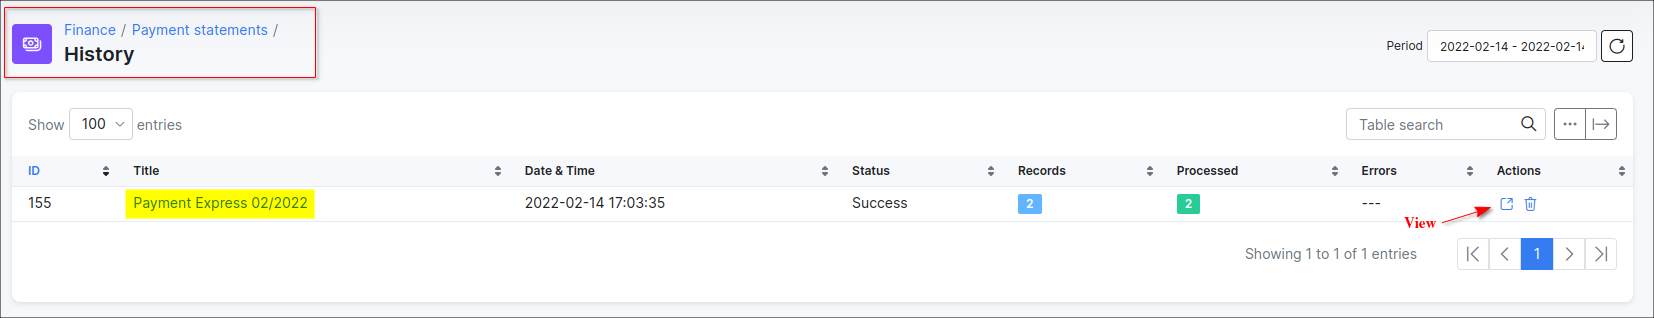 Finance / Payment statements /
History
Period 2022-02-14 - 2022-02-14
Show 100 entries
Table search
ID Title Date & Time Status Records Processed Errors Actions
155 Payment Express 02/2022 2022-02-14 17:03:35 Success 2 2 ---
View
Showing 1 to 1 of 1 entries 1